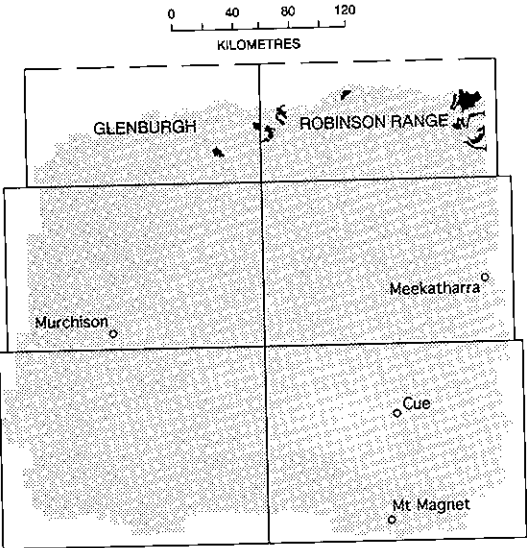 0 40 80 120
KILOMETRES
GLENBURGH
ROBINSON RANGE
Meekatharra
Murchison
Cue
Mt Magnet